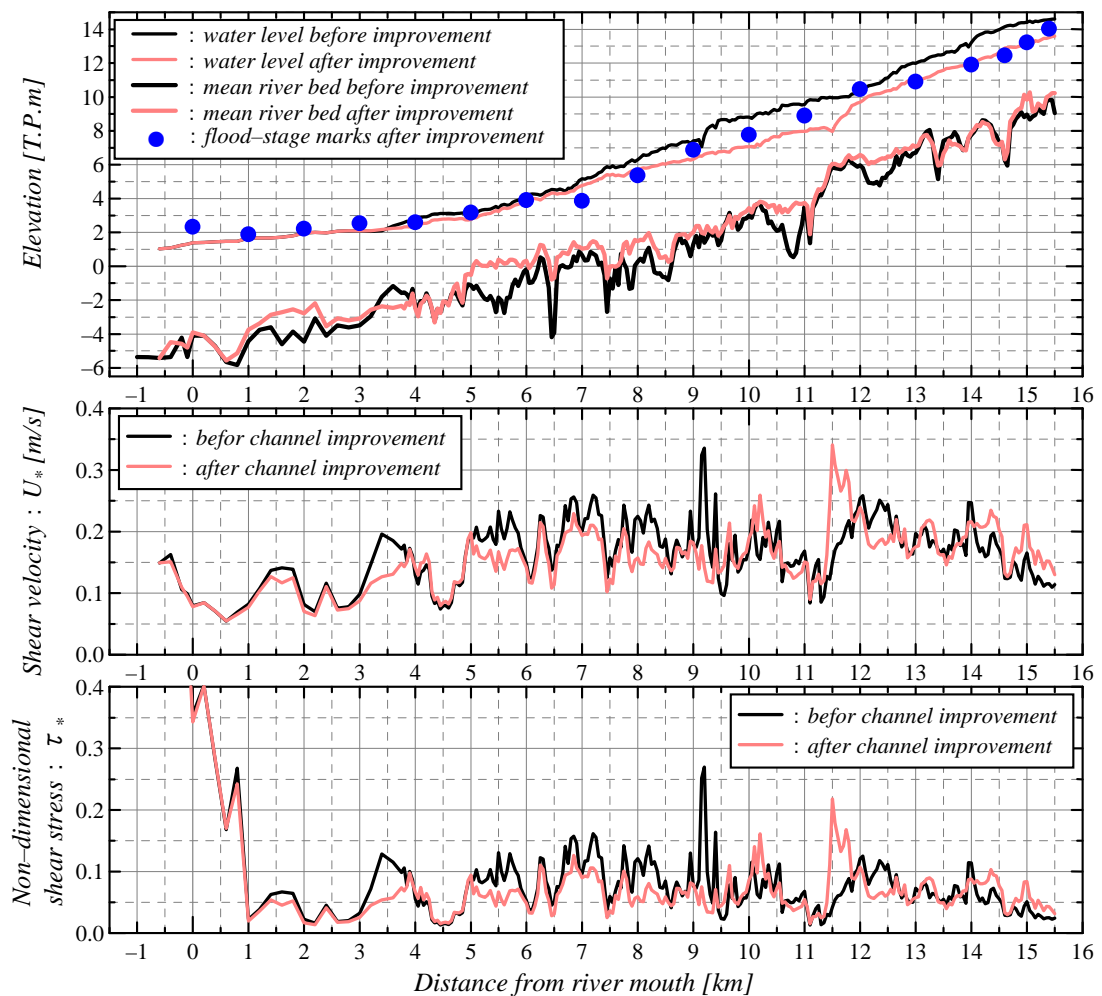 14
12
10
8
6
4
2
0
−2
−4
−6
Elevation [T.P.m]
: water level before improvement
: water level after improvement
: mean river bed before improvement
: mean river bed after improvement
: flood−stage marks after improvement
−1 0 1 2 3 4 5 6 7 8 9 10 11 12 13 14 15 16
0.4
0.3
0.2
0.1
0.0
Shear velocity : U* [m/s]
: befor channel improvement
: after channel improvement
−1 0 1 2 3 4 5 6 7 8 9 10 11 12 13 14 15 16
0.4
0.3
0.2
0.1
0.0
Non−dimensional
shear stress : τ*
: befor channel improvement
: after channel improvement
−1 0 1 2 3 4 5 6 7 8 9 10 11 12 13 14 15 16
Distance from river mouth [km]